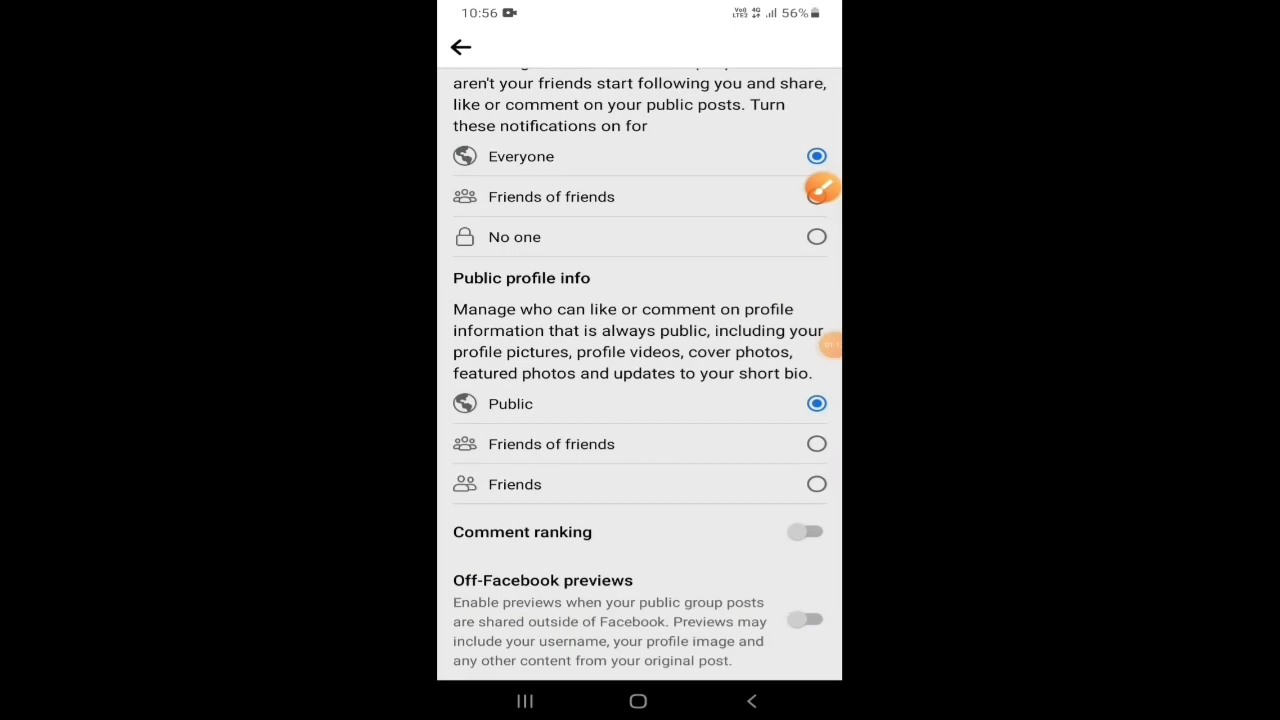 10:56
56%
aren't your friends start following you and share,
like or comment on your public posts. Turn
these notifications on for
Everyone
Friends of friends
No one
Public profile info
Manage who can like or comment on profile
information that is always public, including your
profile pictures, profile videos, cover photos,
featured photos and updates to your short bio.
Public
Friends of friends
Friends
Comment ranking
Off-Facebook previews
Enable previews when your public group posts
are shared outside of Facebook. Previews may
include your username, your profile image and
any other content from your original post.